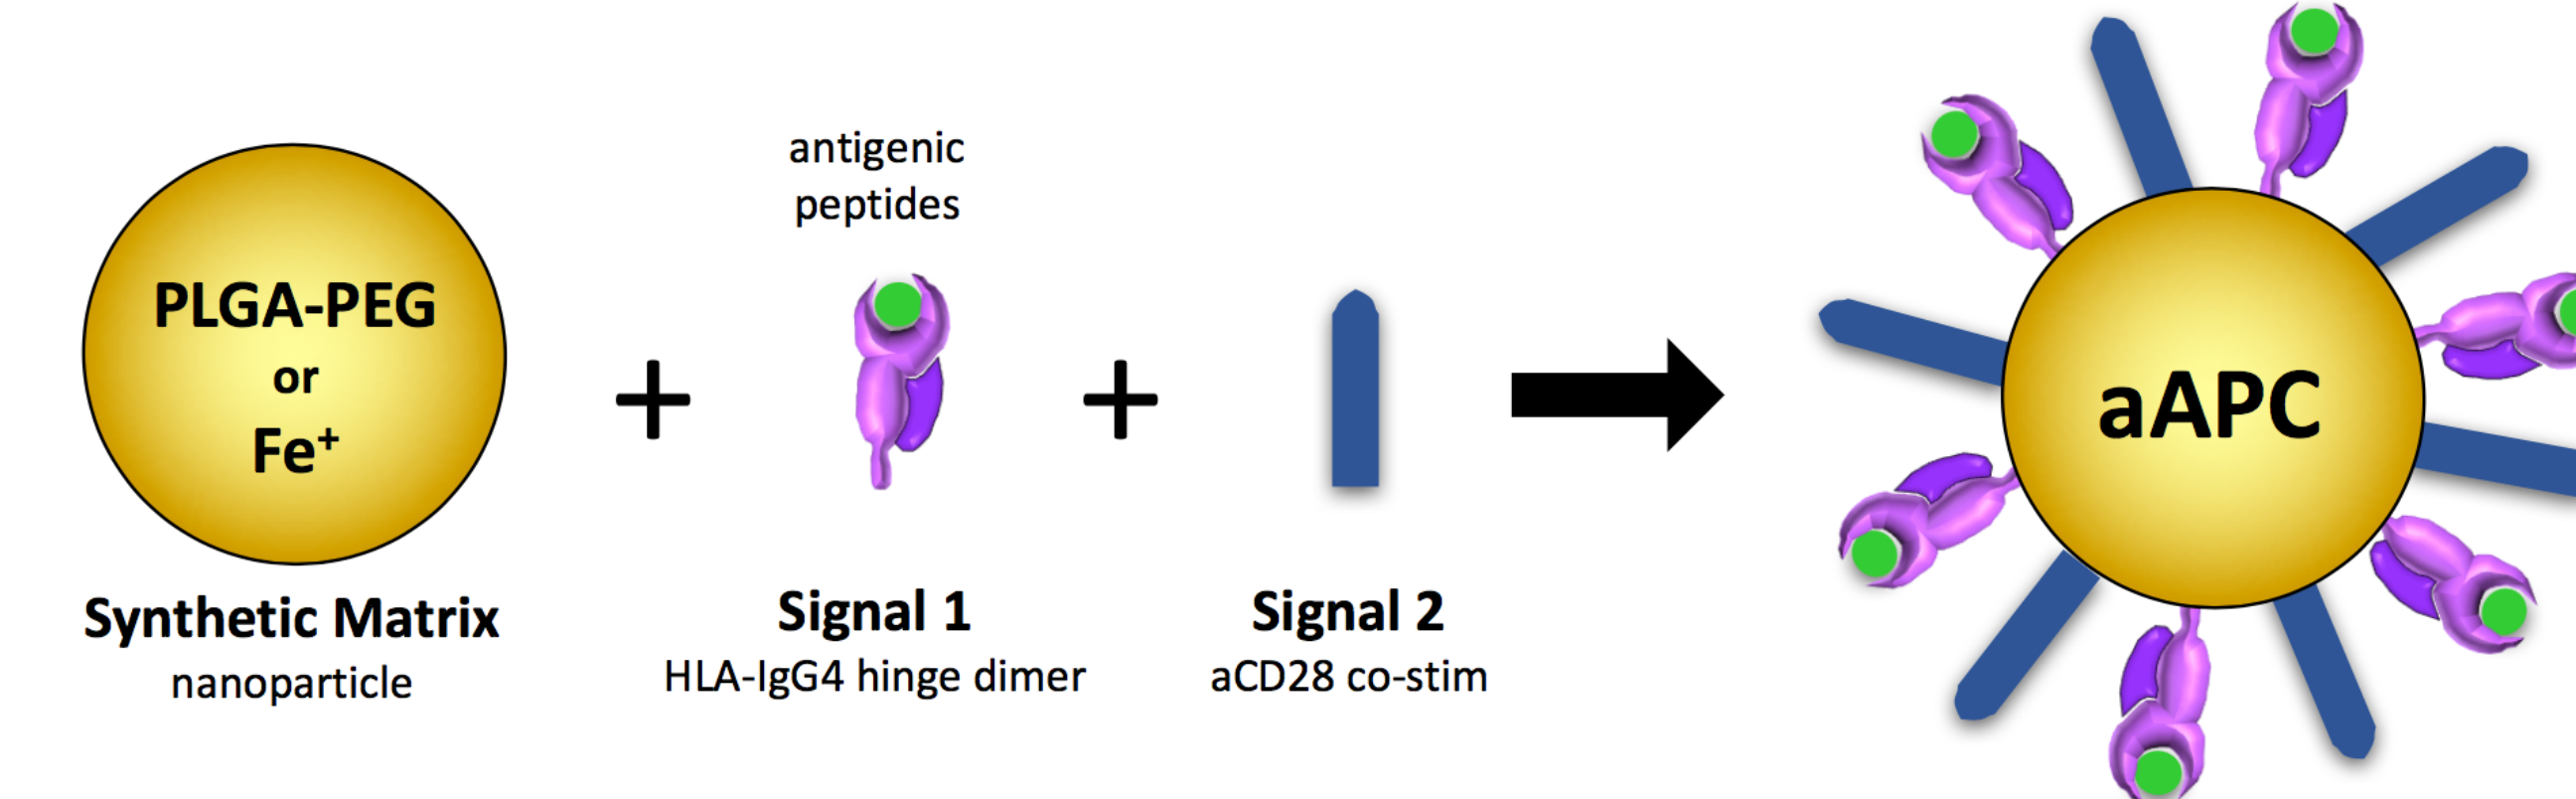 PLGA-PEG
or
Fe⁺
Synthetic Matrix
nanoparticle
+
antigenic
peptides
Signal 1
HLA-IgG4 hinge dimer
+
Signal 2
aCD28 co-stim
aAPC